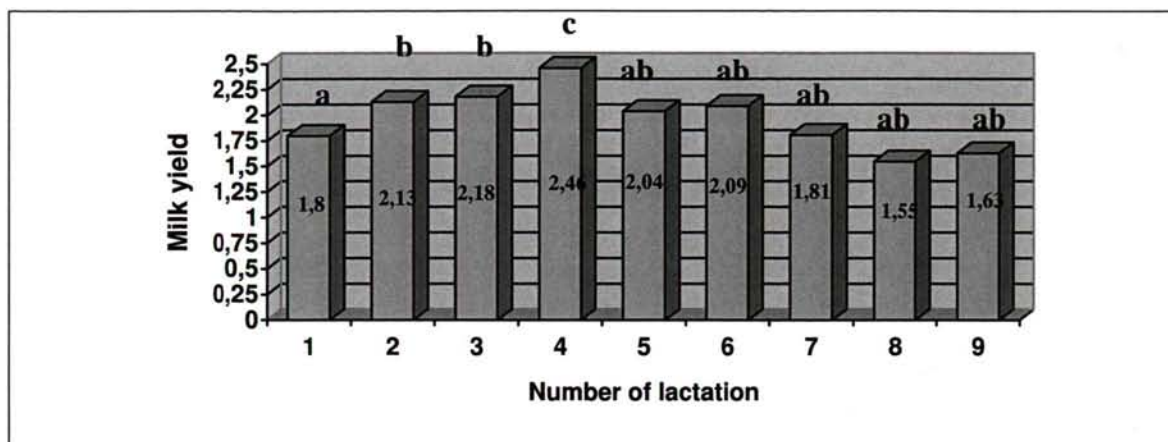 c
b b
ab ab
a ab ab ab
2,5
2,25
2
1,75
1,5
1,25
1
0,75
0,5
0,25
0
Milk yield
1,8 2,13 2,18 2,46 2,04 2,09 1,81 1,55 1,63
1 2 3 4 5 6 7 8 9
Number of lactation